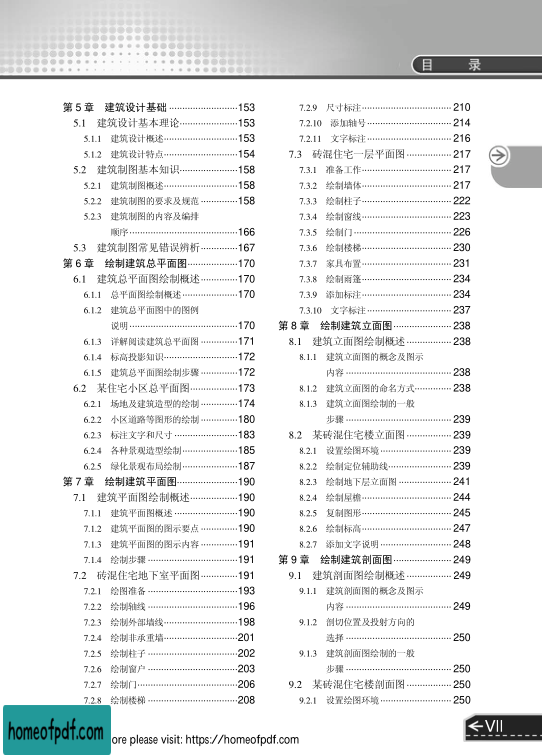 目 录
第 5 章 建筑设计基础 ·························· 153
5.1 建筑设计基本理论······················ 153
5.1.1 建筑设计概述···························· 153
5.1.2 建筑设计特点···························· 154
5.2 建筑制图基本知识······················ 158
5.2.1 建筑制图概述···························· 158
5.2.2 建筑制图的要求及规范 ·············· 158
5.2.3 建筑制图的内容及编排
顺序········································· 166
5.3 建筑制图常见错误辨析 ·············· 167
第 6 章 绘制建筑总平面图··················· 170
6.1 建筑总平面图绘制概述·············· 170
6.1.1 总平面图绘制概述····················· 170
6.1.2 建筑总平面图中的图例
说明 ········································· 170
6.1.3 详解阅读建筑总平面图 ·············· 171
6.1.4 标高投影知识···························· 172
6.1.5 建筑总平面图绘制步骤 ·············· 172
6.2 某住宅小区总平面图·················· 173
6.2.1 场地及建筑造型的绘制 ·············· 174
6.2.2 小区道路等图形的绘制 ·············· 180
6.2.3 标注文字和尺寸 ························ 183
6.2.4 各种景观造型绘制····················· 185
6.2.5 绿化景观布局绘制····················· 187
第 7 章 绘制建筑平面图······················· 190
7.1 建筑平面图绘制概述·················· 190
7.1.1 建筑平面图概述 ························ 190
7.1.2 建筑平面图的图示要点 ·············· 190
7.1.3 建筑平面图的图示内容 ·············· 191
7.1.4 绘制步骤 ·································· 191
7.2 砖混住宅地下室平面图·············· 191
7.2.1 绘图准备 ·································· 193
7.2.2 绘制轴线 ·································· 196
7.2.3 绘制外部墙线···························· 198
7.2.4 绘制非承重墙···························· 201
7.2.5 绘制柱子 ·································· 202
7.2.6 绘制窗户 ·································· 203
7.2.7 绘制门······································ 206
7.2.8 绘制楼梯 ·································· 208
7.2.9 尺寸标注·································· 210
7.2.10 添加轴号 ································ 214
7.2.11 文字标注 ································ 216
7.3 砖混住宅一层平面图 ················· 217
7.3.1 准备工作·································· 217
7.3.2 绘制墙体·································· 217
7.3.3 绘制柱子·································· 222
7.3.4 绘制窗线·································· 223
7.3.5 绘制门····································· 226
7.3.6 绘制楼梯·································· 230
7.3.7 家具布置·································· 231
7.3.8 绘制雨篷·································· 234
7.3.9 添加标注·································· 234
7.3.10 文字标注 ································ 237
第 8 章 绘制建筑立面图 ······················ 238
8.1 建筑立面图绘制概述 ················· 238
8.1.1 建筑立面图的概念及图示
内容 ········································ 238
8.1.2 建筑立面图的命名方式·············· 238
8.1.3 建筑立面图绘制的一般
步骤 ········································ 239
8.2 某砖混住宅楼立面图 ················· 239
8.2.1 设置绘图环境 ··························· 239
8.2.2 绘制定位辅助线························ 239
8.2.3 绘制地下层立面图 ···················· 241
8.2.4 绘制屋檐·································· 244
8.2.5 复制图形·································· 245
8.2.6 绘制标高·································· 247
8.2.7 添加文字说明 ··························· 248
第 9 章 绘制建筑剖面图 ······················ 249
9.1 建筑剖面图绘制概述 ················· 249
9.1.1 建筑剖面图的概念及图示
内容 ········································ 249
9.1.2 剖切位置及投射方向的
选择 ········································ 250
9.1.3 建筑剖面图绘制的一般
步骤 ········································ 250
9.2 某砖混住宅楼剖面图 ················· 250
9.2.1 设置绘图环境 ··························· 250
VII
homeofpdf.com
ore please visit: https://homeofpdf.com